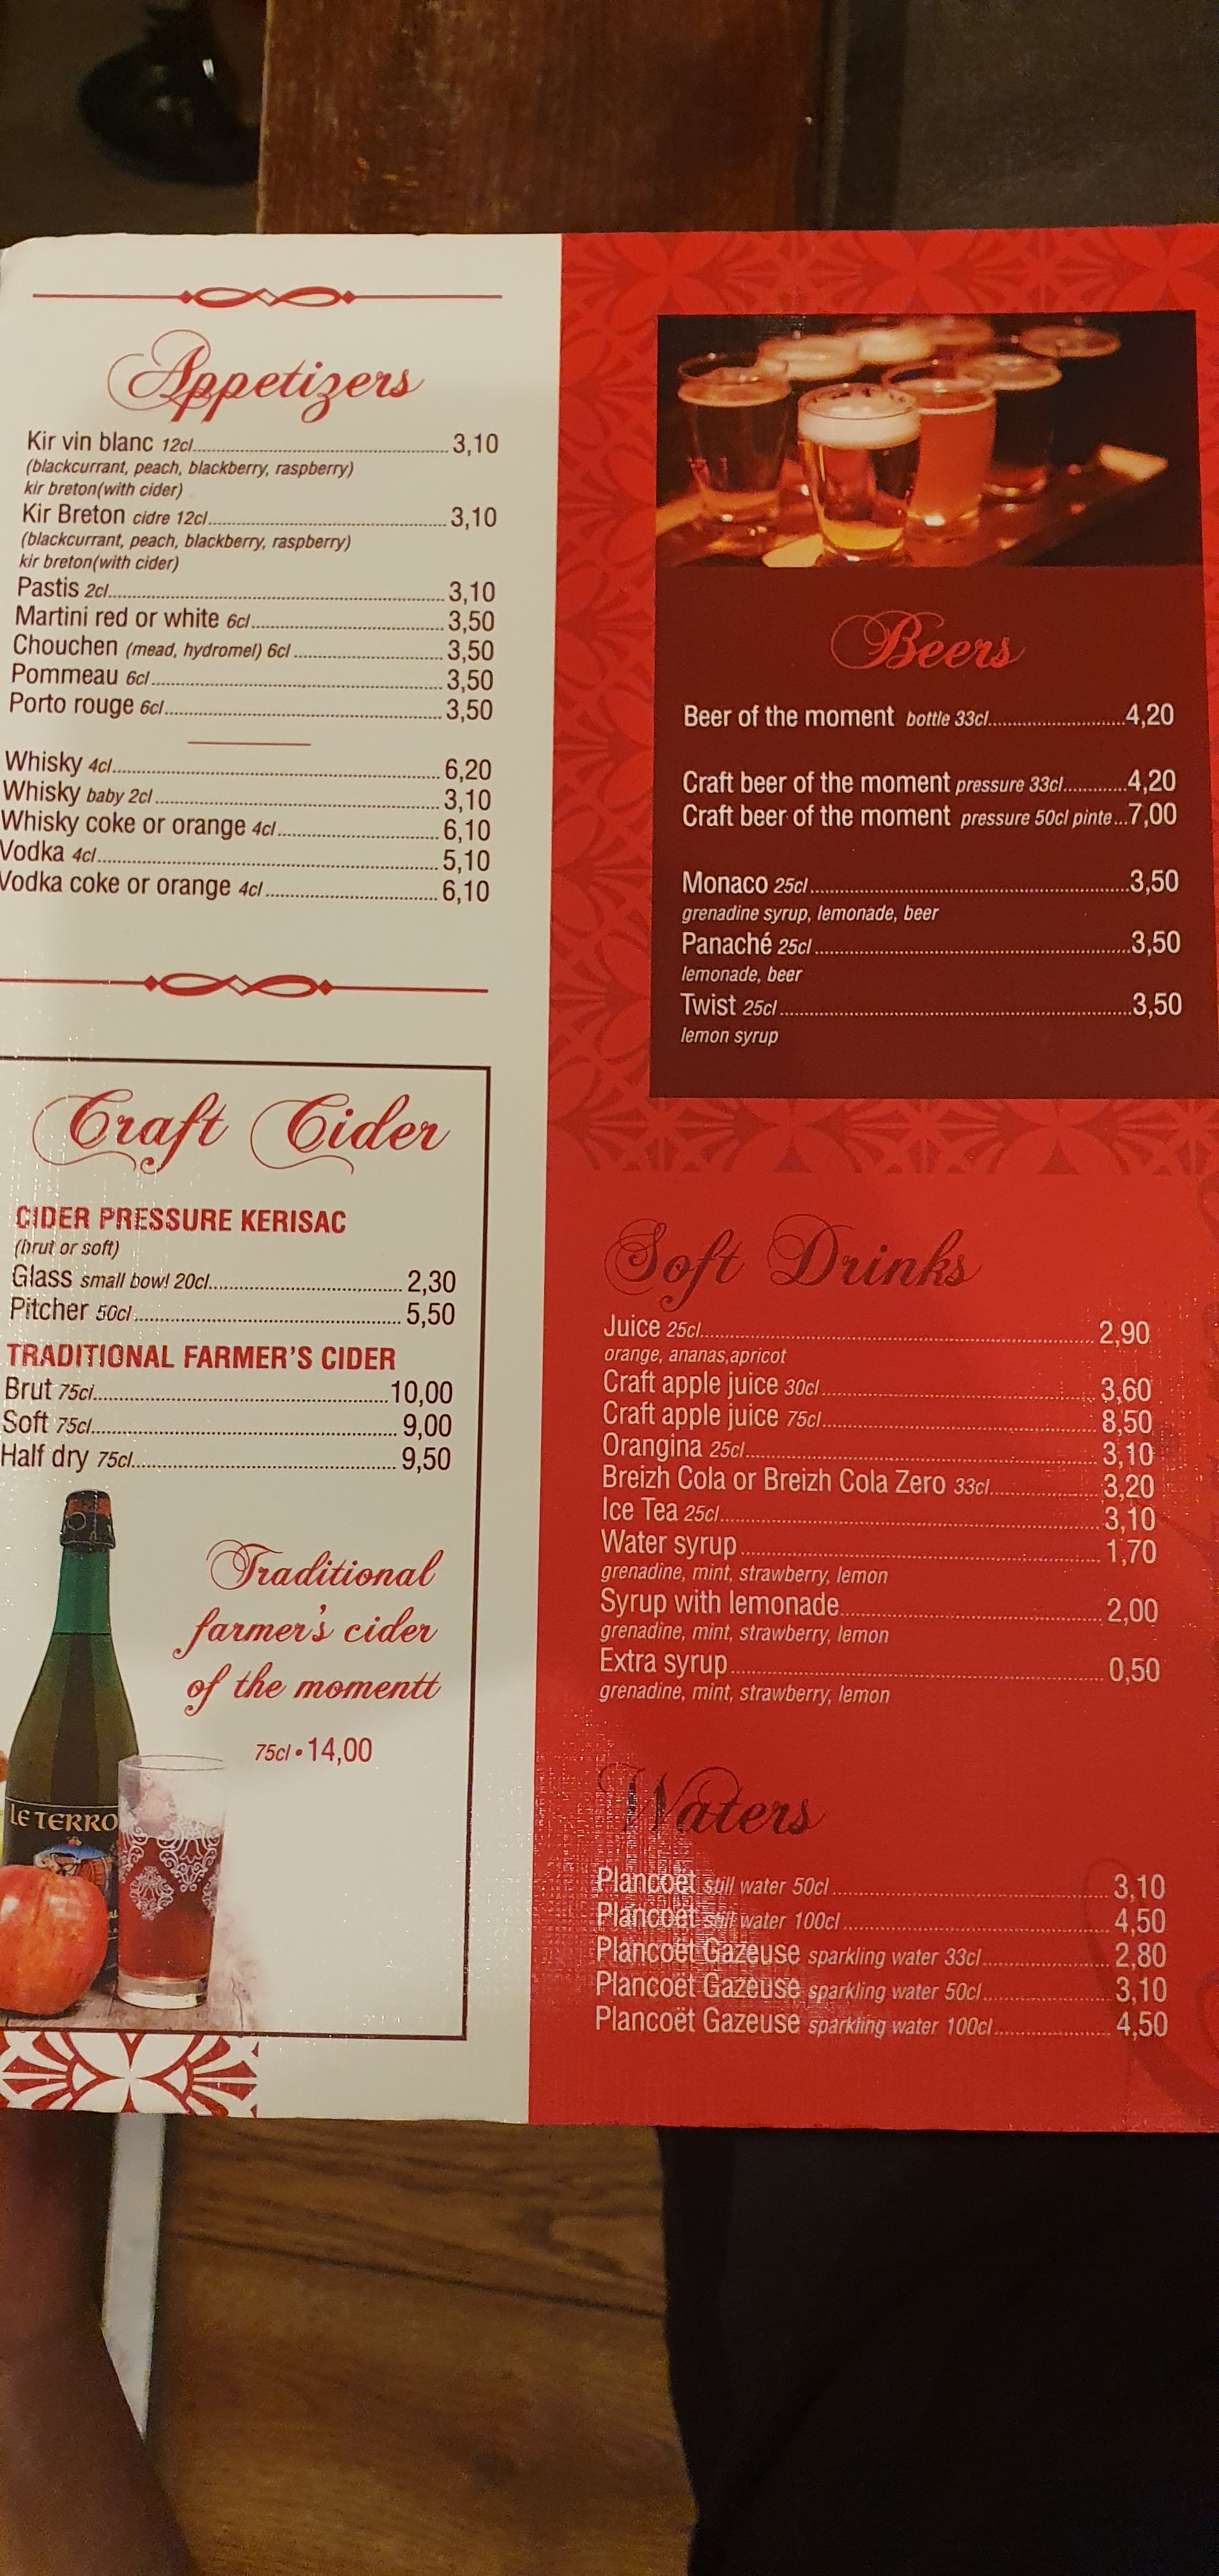 Appetizers
Kir vin blanc 12cl 3,10
(blackcurrant, peach, blackberry, raspberry)
kir breton(with cider)
Kir Breton cidre 12cl 3,10
(blackcurrant, peach, blackberry, raspberry)
kir breton(with cider)
Pastis 2cl 3,10
Martini red or white 6cl 3,50
Chouchen (mead, hydromel) 6cl 3,50
Pommeau 6cl 3,50
Porto rouge 6cl 3,50
Whisky 4cl 6,20
Whisky baby 2cl 3,10
Whisky coke or orange 4cl 6,10
Vodka 4cl 5,10
Vodka coke or orange 4cl 6,10
Craft Cider
CIDER PRESSURE KERISAC
(brut or soft)
Glass small bowl 20cl 2,30
Pitcher 50cl 5,50
TRADITIONAL FARMER'S CIDER
Brut 75cl 10,00
Soft 75cl 9,00
Half dry 75cl 9,50
Traditional
farmer's cider
of the momentt
75cl • 14,00
LE TERRO
Beers
Beer of the moment bottle 33cl 4,20
Craft beer of the moment pressure 33cl 4,20
Craft beer of the moment pressure 50cl pinte 7,00
Monaco 25cl 3,50
grenadine syrup, lemonade, beer
Panaché 25cl 3,50
lemonade, beer
Twist 25cl 3,50
lemon syrup
Soft Drinks
Juice 25cl 2,90
orange, ananas,apricot
Craft apple juice 30cl 3,60
Craft apple juice 75cl 8,50
Orangina 25cl 3,10
Breizh Cola or Breizh Cola Zero 33cl 3,20
Ice Tea 25cl 3,10
Water syrup 1,70
grenadine, mint, strawberry, lemon
Syrup with lemonade 2,00
grenadine, mint, strawberry, lemon
Extra syrup 0,50
grenadine, mint, strawberry, lemon
Waters
Plancoët still water 50cl 3,10
Plancoët still water 100cl 4,50
Plancoët Gazeuse sparkling water 33cl 2,80
Plancoët Gazeuse sparkling water 50cl 3,10
Plancoët Gazeuse sparkling water 100cl 4,50